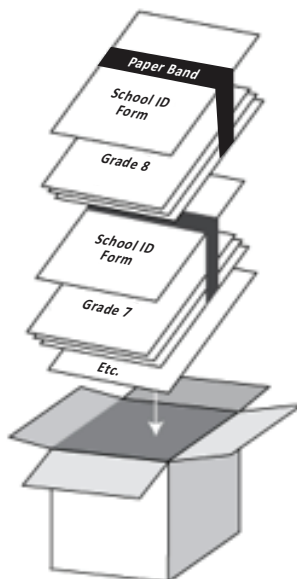 Paper Band
School ID
Form
Grade 8
School ID
Form
Grade 7
Etc.